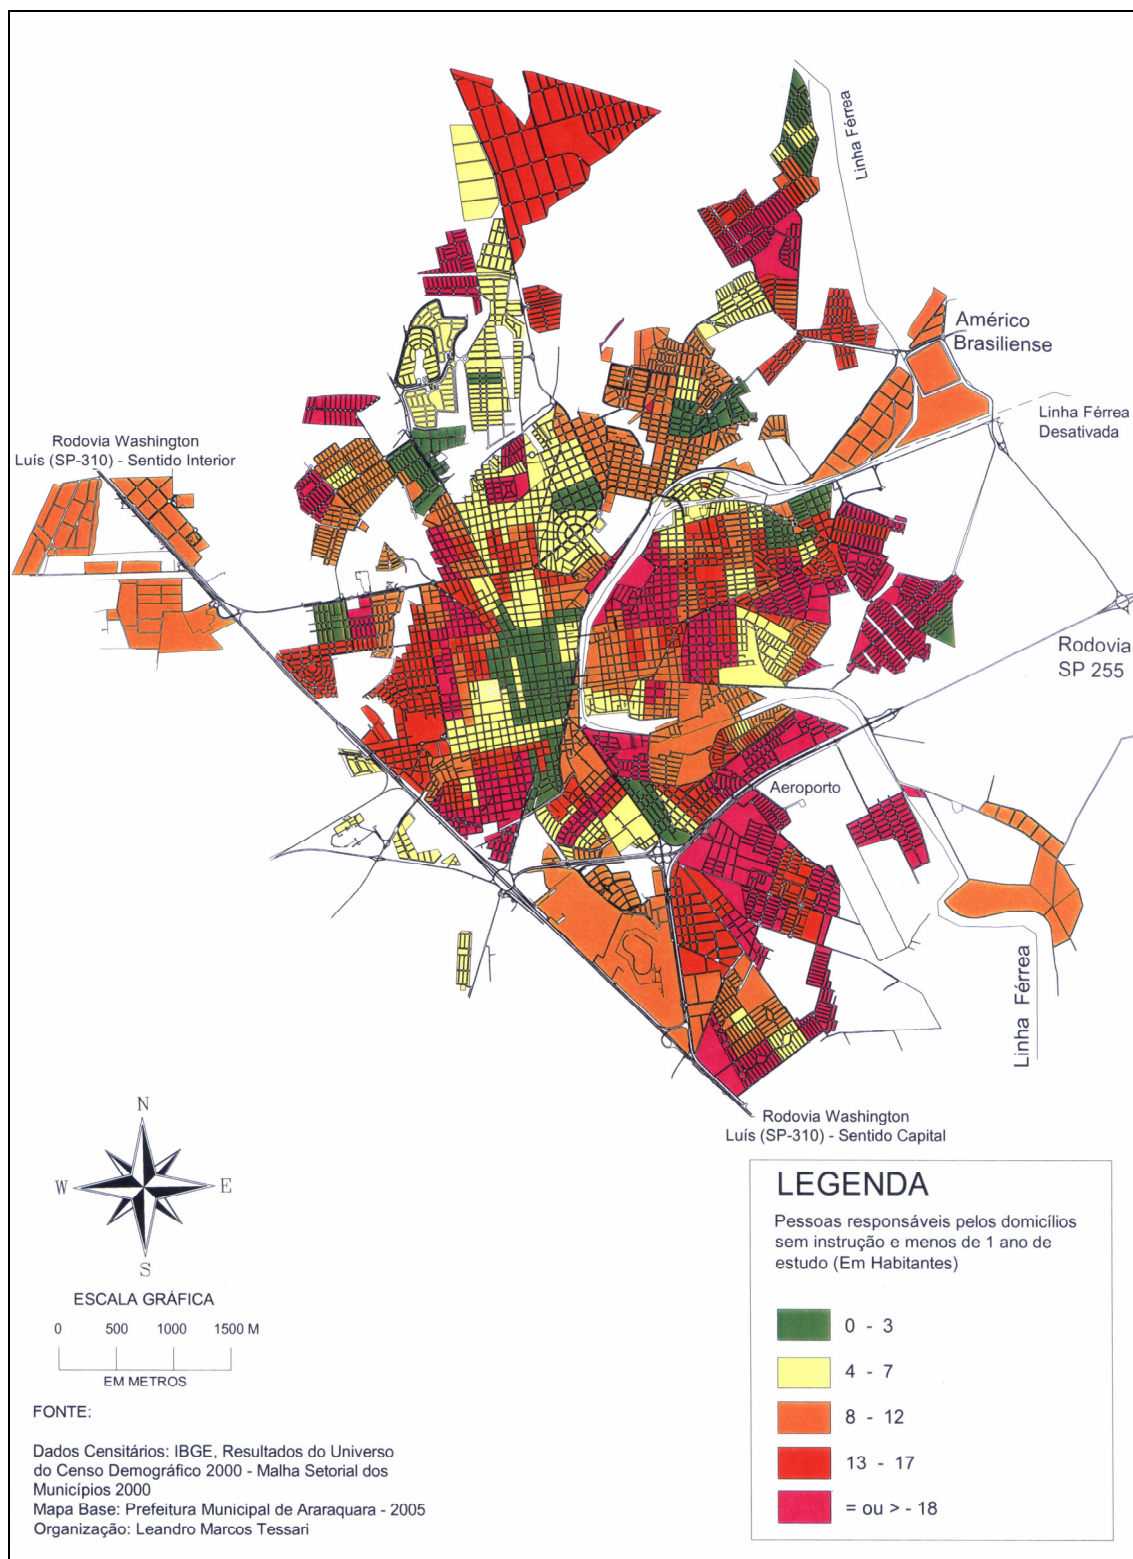 Linha Férrea
Américo
Brasiliense
Linha Férrea
Desativada
Rodovia Washington
Luís (SP-310) - Sentido Interior
Rodovia
SP 255
Aeroporto
Linha Férrea
Rodovia Washington
Luís (SP-310) - Sentido Capital
N
W
E
S
ESCALA GRÁFICA
0 500 1000 1500 M
EM METROS
FONTE:
Dados Censitários: IBGE, Resultados do Universo
do Censo Demográfico 2000 - Malha Setorial dos
Municípios 2000
Mapa Base: Prefeitura Municipal de Araraquara - 2005
Organização: Leandro Marcos Tessari
LEGENDA
Pessoas responsáveis pelos domicílios
sem instrução e menos de 1 ano de
estudo (Em Habitantes)
0 - 3
4 - 7
8 - 12
13 - 17
= ou > - 18